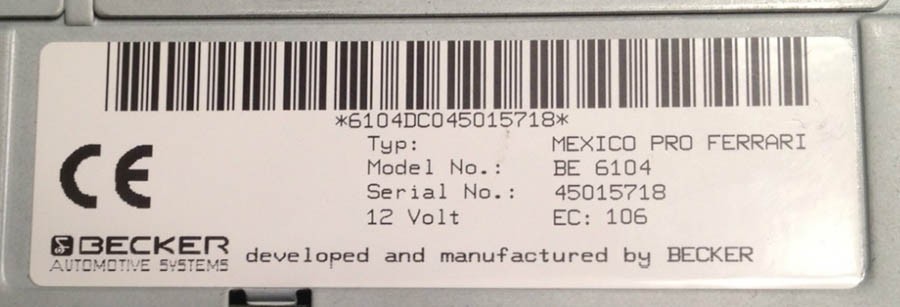 *6104DC045015718*
Typ: MEXICO PRO FERRARI
Model No.: BE 6104
Serial No.: 45015718
12 Volt EC: 106
CE
BECKER
AUTOMOTIVE SYSTEMS
developed and manufactured by BECKER